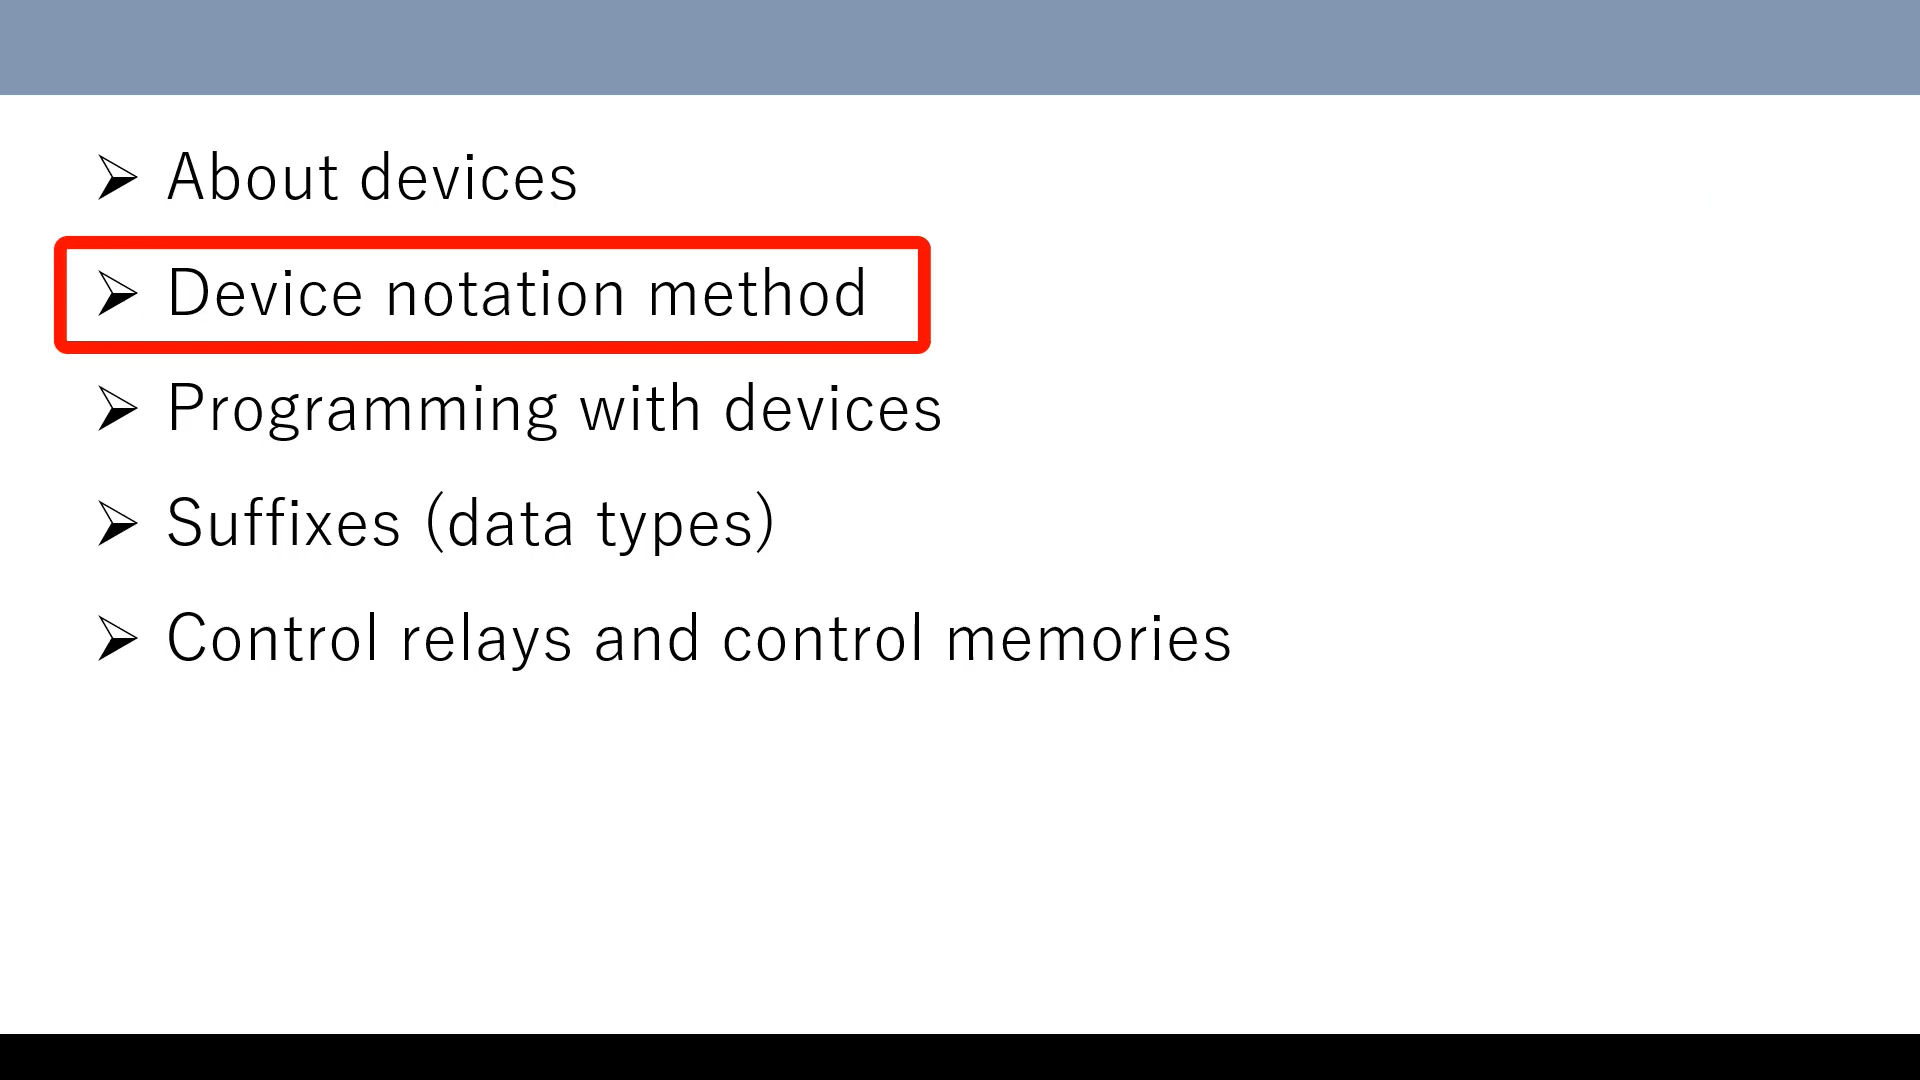 About devices
Device notation method
Programming with devices
Suffixes (data types)
Control relays and control memories